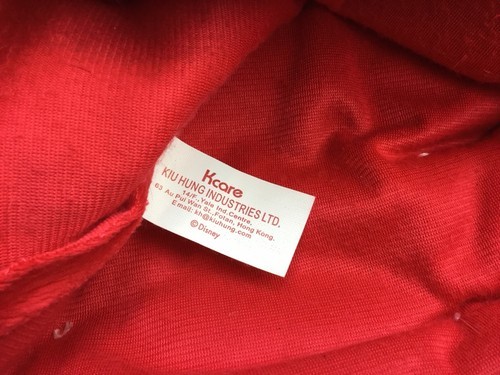 Kcare
KIU HUNG INDUSTRIES LTD.
14/F., Yale Ind. Centre,
63 Au Pui Wan St., Fotan, Hong Kong.
Email: kh@kiuhung.com
©Disney